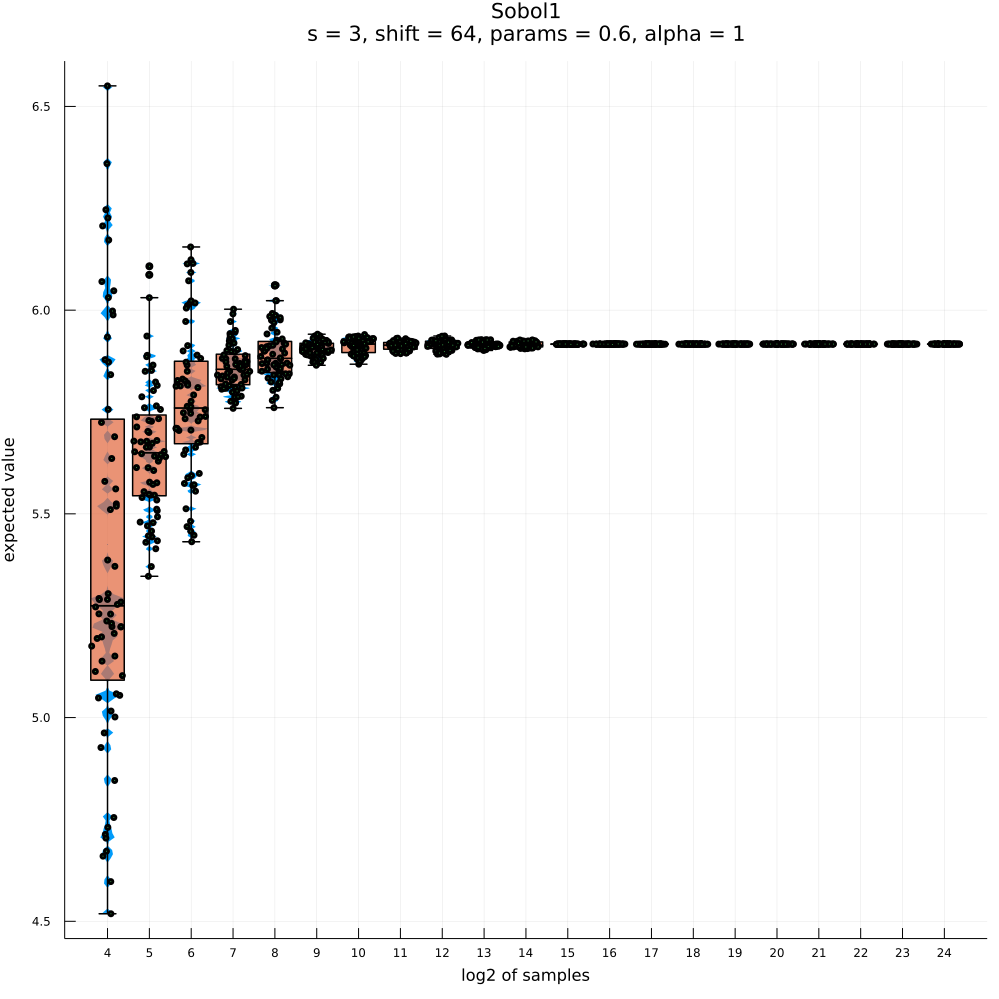 Sobol1
s = 3, shift = 64, params = 0.6, alpha = 1
expected value
6.5
6.0
5.5
5.0
4.5
4 5 6 7 8 9 10 11 12 13 14 15 16 17 18 19 20 21 22 23 24
log2 of samples